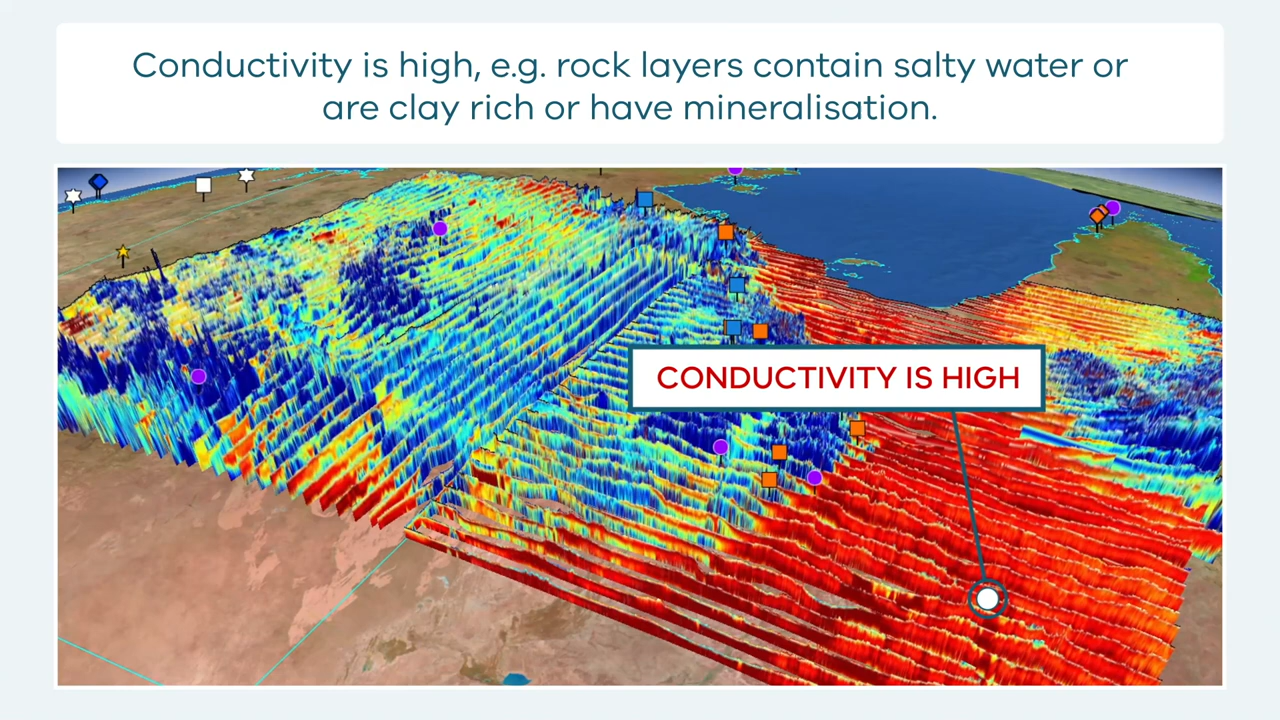 Conductivity is high, e.g. rock layers contain salty water or
are clay rich or have mineralisation.
CONDUCTIVITY IS HIGH